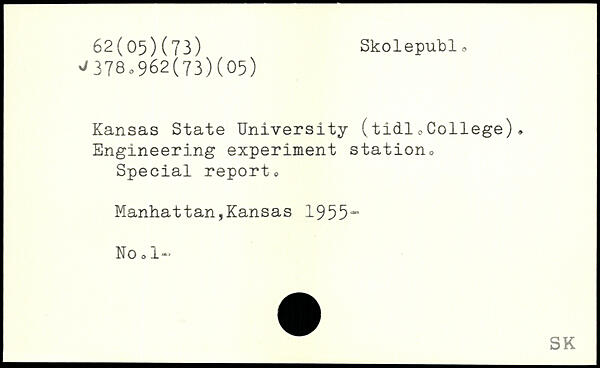 62(05)(73) Skolepubl.
✓378.962(73)(05)
Kansas State University (tidl.College).
Engineering experiment station.
Special report.
Manhattan,Kansas 1955-
No.1-
SK